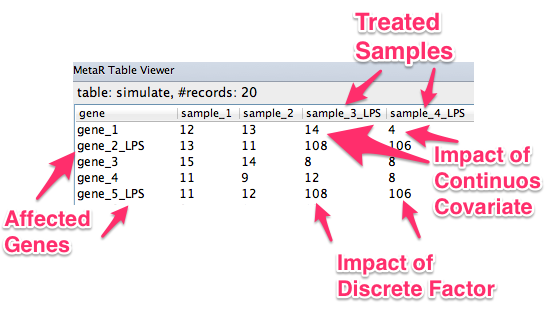 Treated
Samples
MetaR Table Viewer
table: simulate, #records: 20
gene sample_1 sample_2 sample_3_LPS sample_4_LPS
gene_1 12 13 14 4
gene_2_LPS 13 11 108 106
gene_3 15 14 8 8
gene_4 11 9 12 8
gene_5_LPS 11 12 108 106
Impact of
Continuos
Covariate
Affected
Genes
Impact of
Discrete Factor